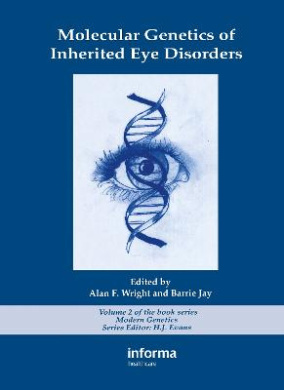 Molecular Genetics of
Inherited Eye Disorders
Edited by
Alan F. Wright and Barrie Jay
Volume 2 of the book series
Modern Genetics
Series Editor: H.J. Evans
informa
healthcare